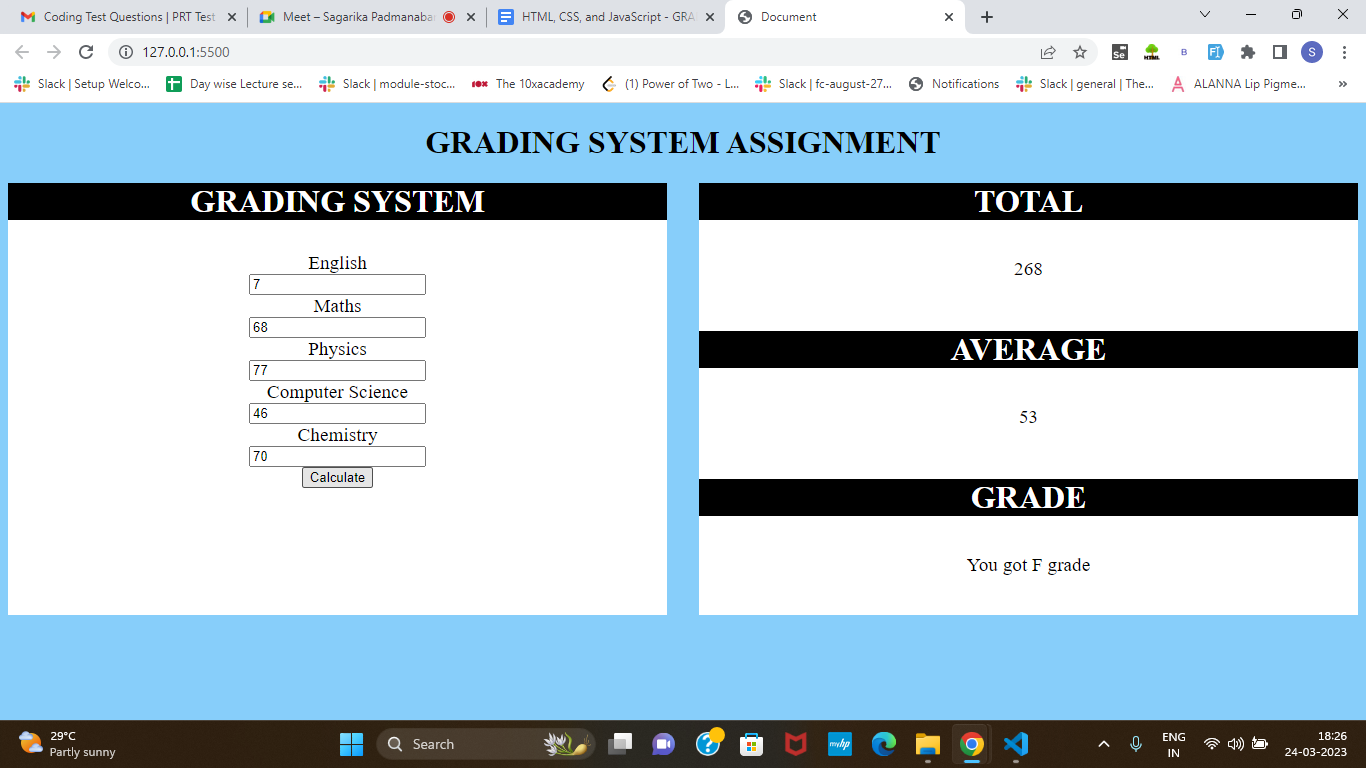 Coding Test Questions | PRT Test
Meet – Sagarika Padmanaba
HTML, CSS, and JavaScript - GRA
Document
127.0.0.1:5500
Slack | Setup Welco...
Day wise Lecture se...
Slack | module-stoc...
The 10xacademy
(1) Power of Two - L...
Slack | fc-august-27...
Notifications
Slack | general | The...
ALANNA Lip Pigme...
»
GRADING SYSTEM ASSIGNMENT
GRADING SYSTEM
English
7
Maths
68
Physics
77
Computer Science
46
Chemistry
70
Calculate
TOTAL
268
AVERAGE
53
GRADE
You got F grade
29°C
Partly sunny
Search
ENG
IN
18:26
24-03-2023